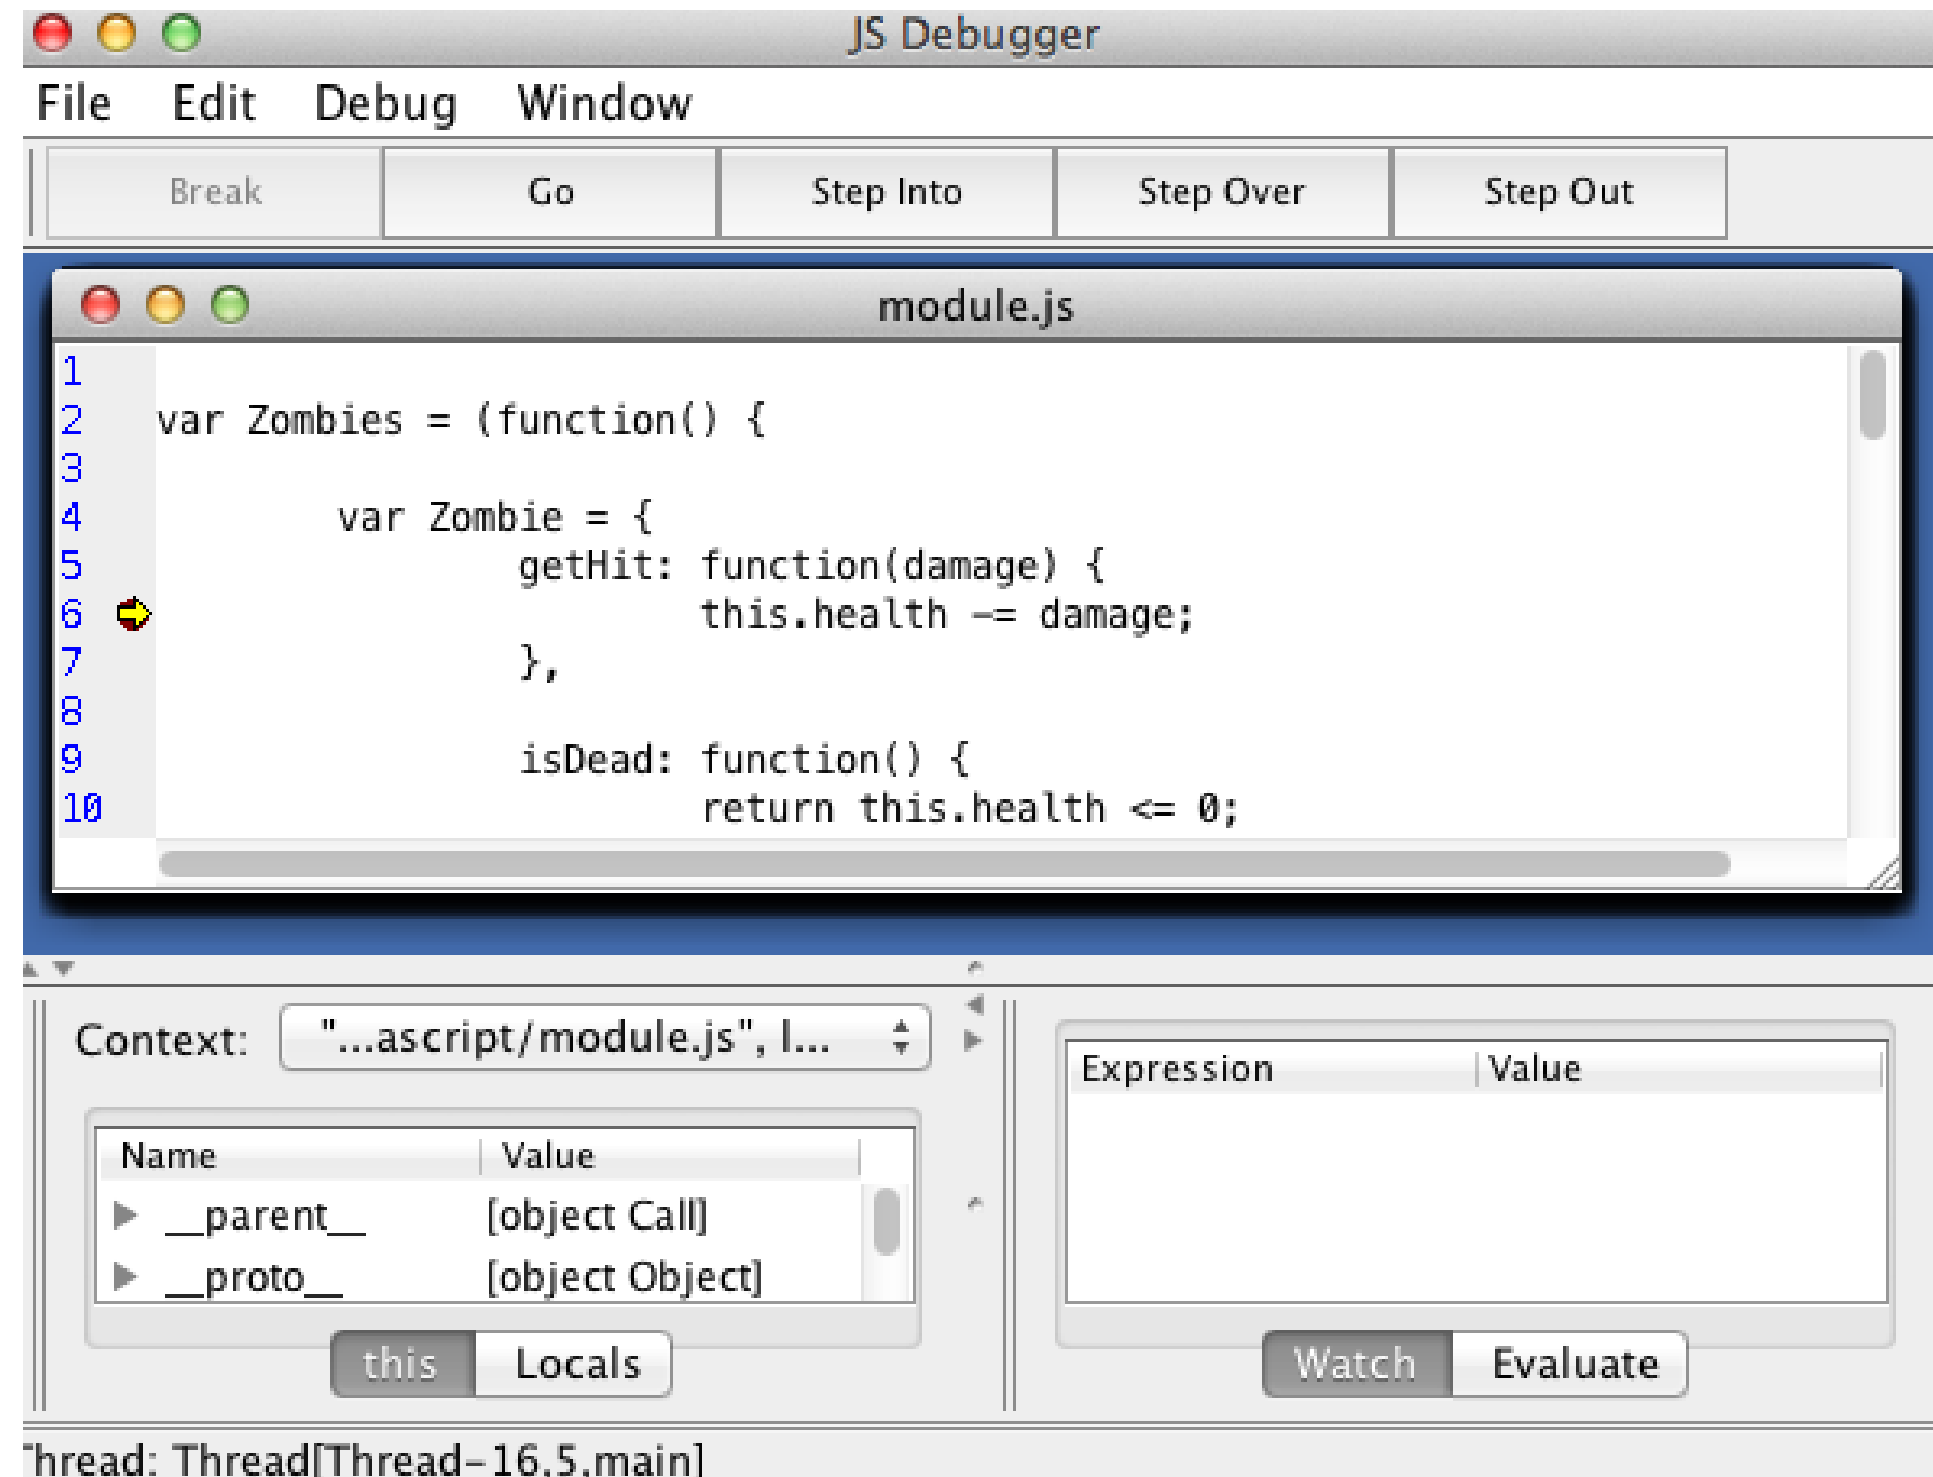 JS Debugger
File Edit Debug Window
Break Go Step Into Step Over Step Out
module.js
1
2 var Zombies = (function() {
3
4 var Zombie = {
5 getHit: function(damage) {
6 this.health -= damage;
7 },
8
9 isDead: function() {
10 return this.health <= 0;
Context: "...ascript/module.js", l...
Name Value
__parent__ [object Call]
__proto__ [object Object]
this Locals
Expression Value
Watch Evaluate
Thread: Thread[Thread-16,5,main]